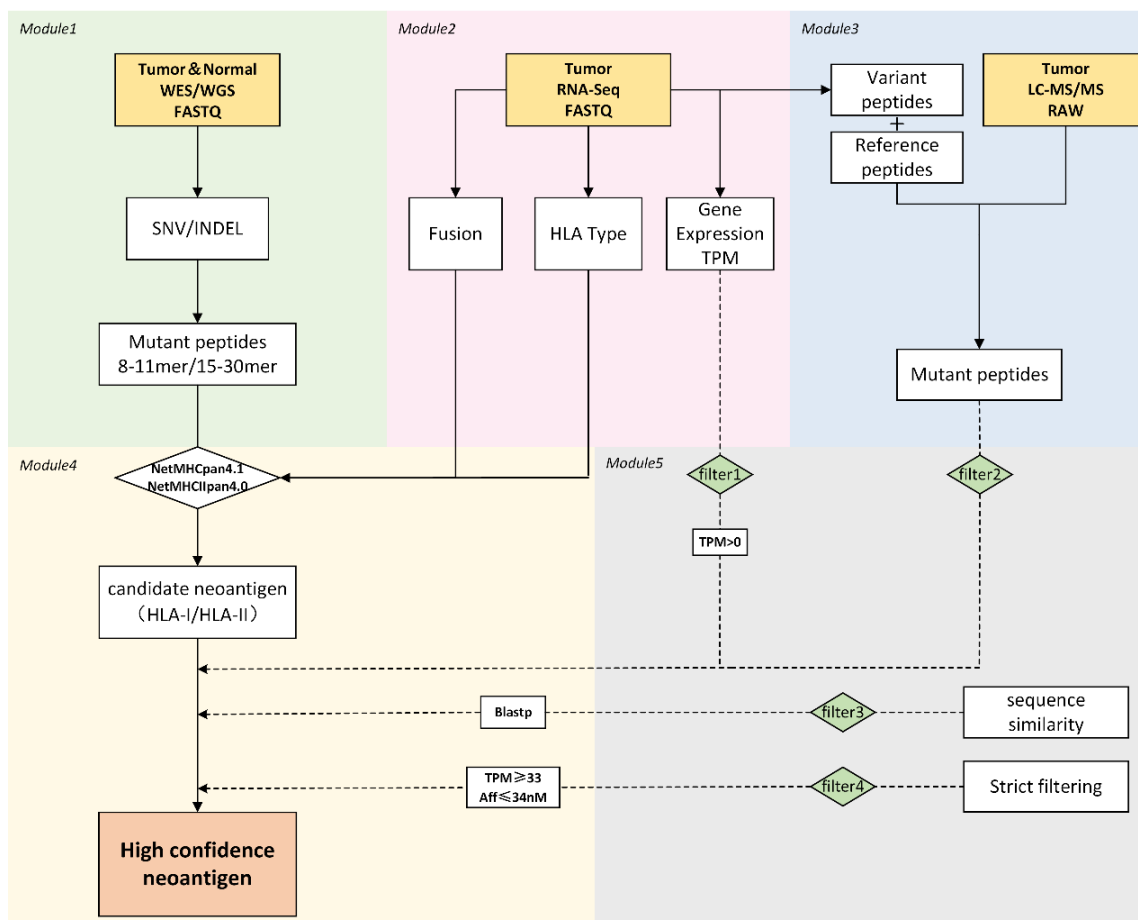 Module1
Tumor & Normal
WES/WGS
FASTQ
SNV/INDEL
Mutant peptides
8-11mer/15-30mer
Module2
Tumor
RNA-Seq
FASTQ
Fusion
HLA Type
Gene
Expression
TPM
Module3
Variant
peptides
+
Reference
peptides
Tumor
LC-MS/MS
RAW
Mutant peptides
Module4
NetMHCpan4.1
NetMHCIIpan4.0
candidate neoantigen
（HLA-I/HLA-II）
High confidence
neoantigen
Module5
filter1
TPM>0
filter2
Blastp
filter3
sequence
similarity
TPM≥33
Aff≤34nM
filter4
Strict filtering